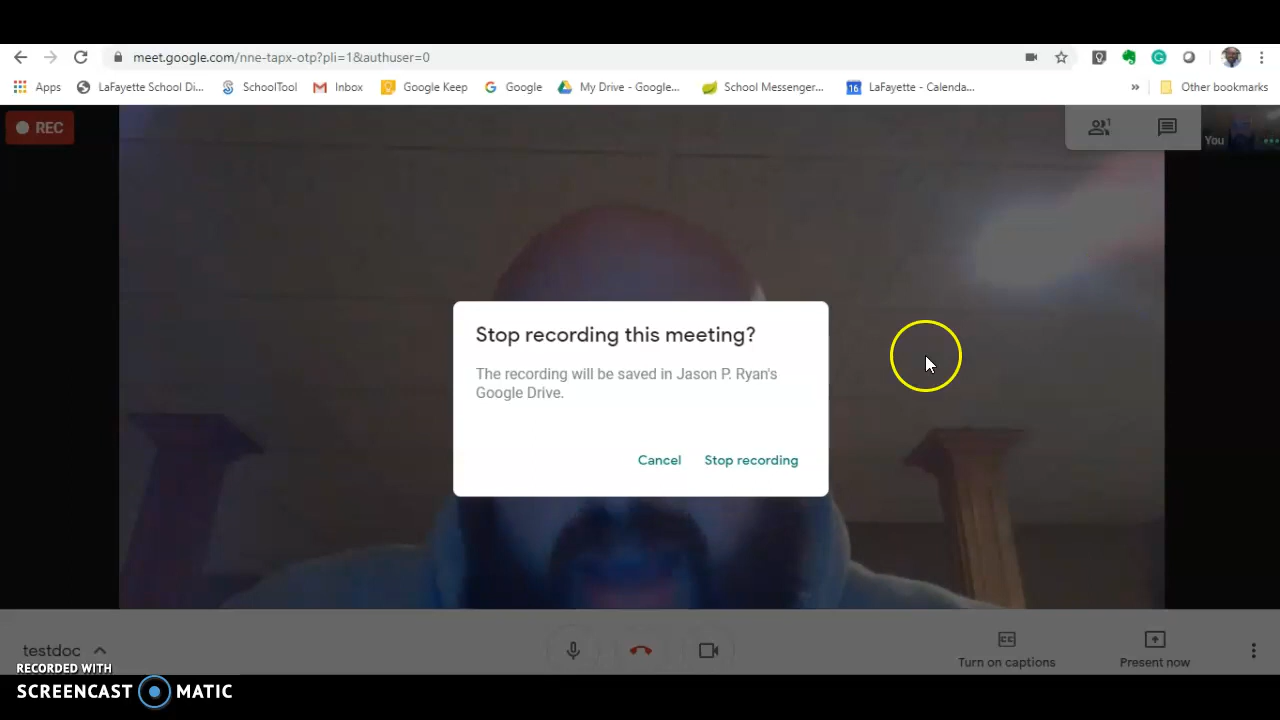 meet.google.com/nne-tapx-otp?pli=1&authuser=0
Apps LaFayette School Di... SchoolTool Inbox Google Keep Google My Drive - Google... School Messenger... 16 LaFayette - Calenda... » Other bookmarks
REC
1
You
Stop recording this meeting?
The recording will be saved in Jason P. Ryan's
Google Drive.
Cancel Stop recording
testdoc
Turn on captions Present now
RECORDED WITH
SCREENCAST MATIC